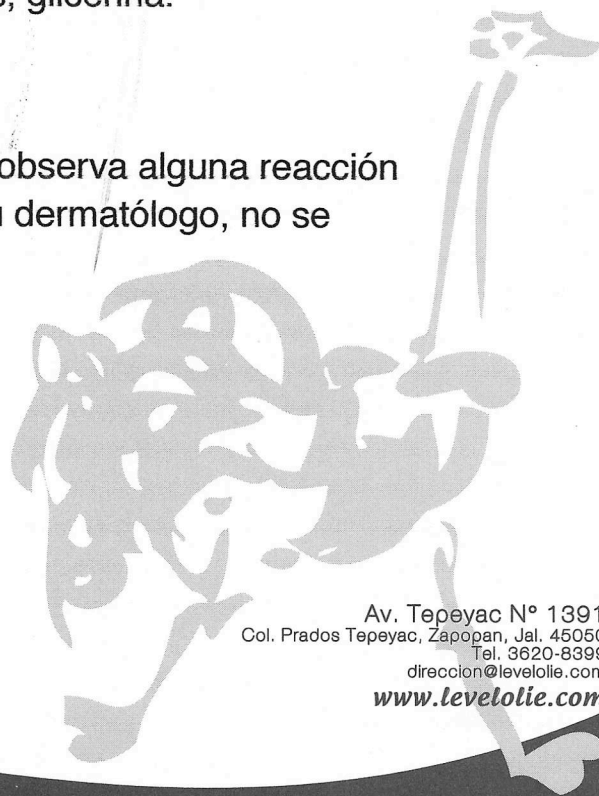 glicerina.
observa alguna reacción
dermatólogo, no se
Av. Tepeyac N° 1391
Col. Prados Tepeyac, Zapopan, Jal. 45050
Tel. 3620-8399
direccion@levelolie.com
www.levelolie.com